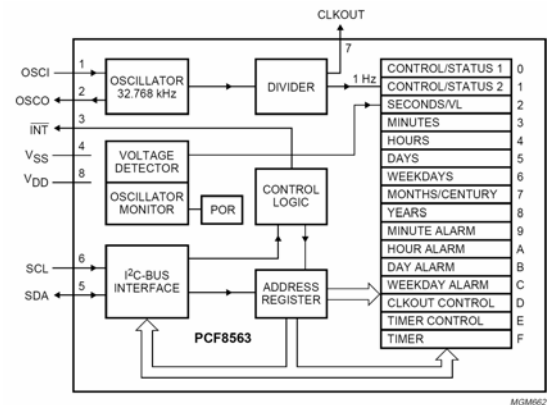 CLKOUT
7
OSCI
1
OSCO
2
OSCILLATOR
32.768 kHz
DIVIDER
1 Hz
INT
3
VSS
4
VDD
8
VOLTAGE
DETECTOR
OSCILLATOR
MONITOR
POR
CONTROL
LOGIC
SCL
6
SDA
5
I2C-BUS
INTERFACE
ADDRESS
REGISTER
PCF8563
CONTROL/STATUS 1 0
CONTROL/STATUS 2 1
SECONDS/VL 2
MINUTES 3
HOURS 4
DAYS 5
WEEKDAYS 6
MONTHS/CENTURY 7
YEARS 8
MINUTE ALARM 9
HOUR ALARM A
DAY ALARM B
WEEKDAY ALARM C
CLKOUT CONTROL D
TIMER CONTROL E
TIMER F
MGM662